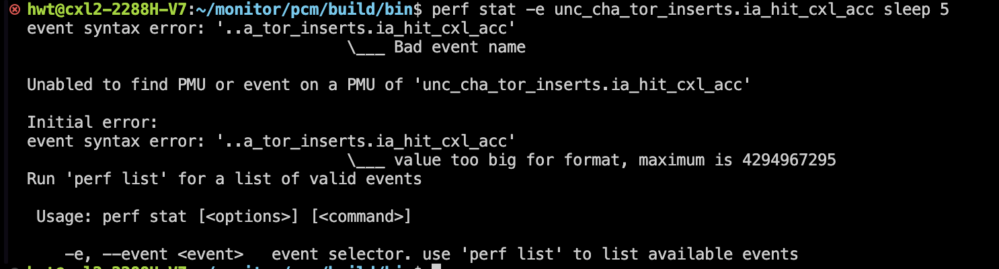 hwt@cxl2-2288H-V7:~/monitor/pcm/build/bin$ perf stat -e unc_cha_tor_inserts.ia_hit_cxl_acc sleep 5
event syntax error: '..a_tor_inserts.ia_hit_cxl_acc'
\___ Bad event name
Unable to find PMU or event on a PMU of 'unc_cha_tor_inserts.ia_hit_cxl_acc'
Initial error:
event syntax error: '..a_tor_inserts.ia_hit_cxl_acc'
\___ value too big for format, maximum is 4294967295
Run 'perf list' for a list of valid events
Usage: perf stat [<options>] [<command>]
-e, --event <event> event selector. use 'perf list' to list available events